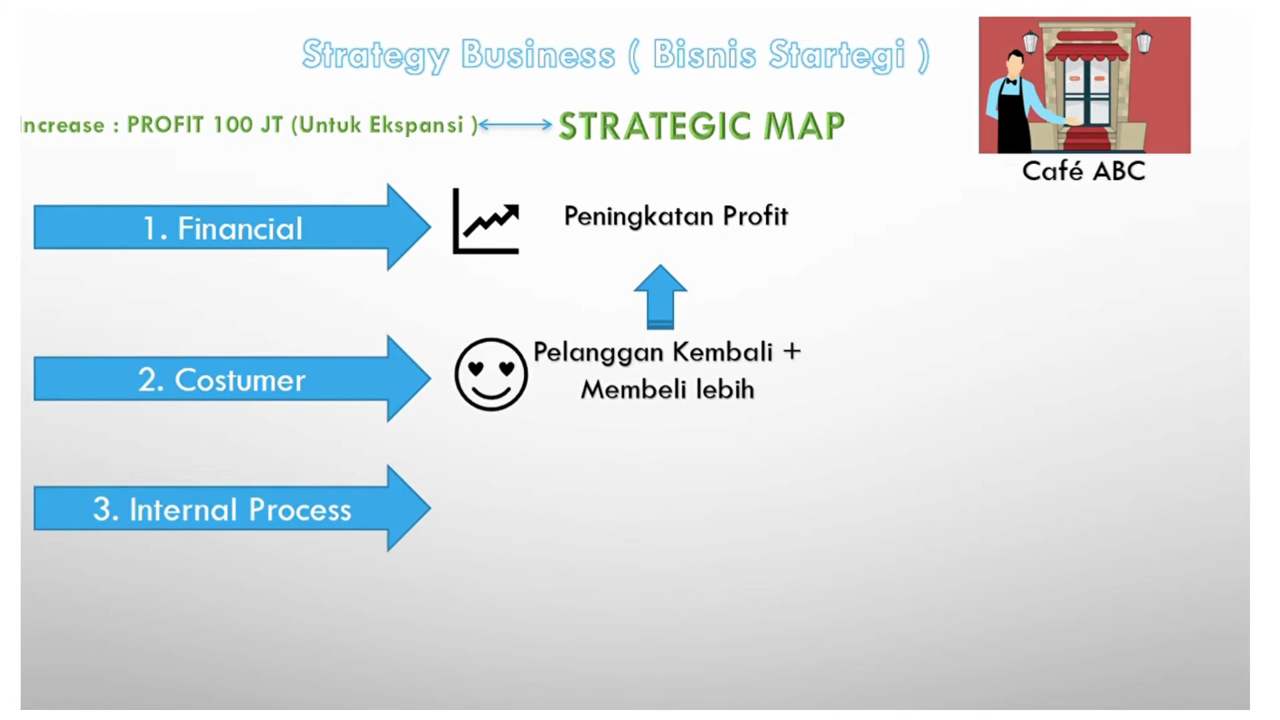 Strategy Business ( Bisnis Startegi )
ncrease : PROFIT 100 JT (Untuk Ekspansi )
STRATEGIC MAP
Café ABC
1. Financial
Peningkatan Profit
2. Costumer
Pelanggan Kembali +
Membeli lebih
3. Internal Process